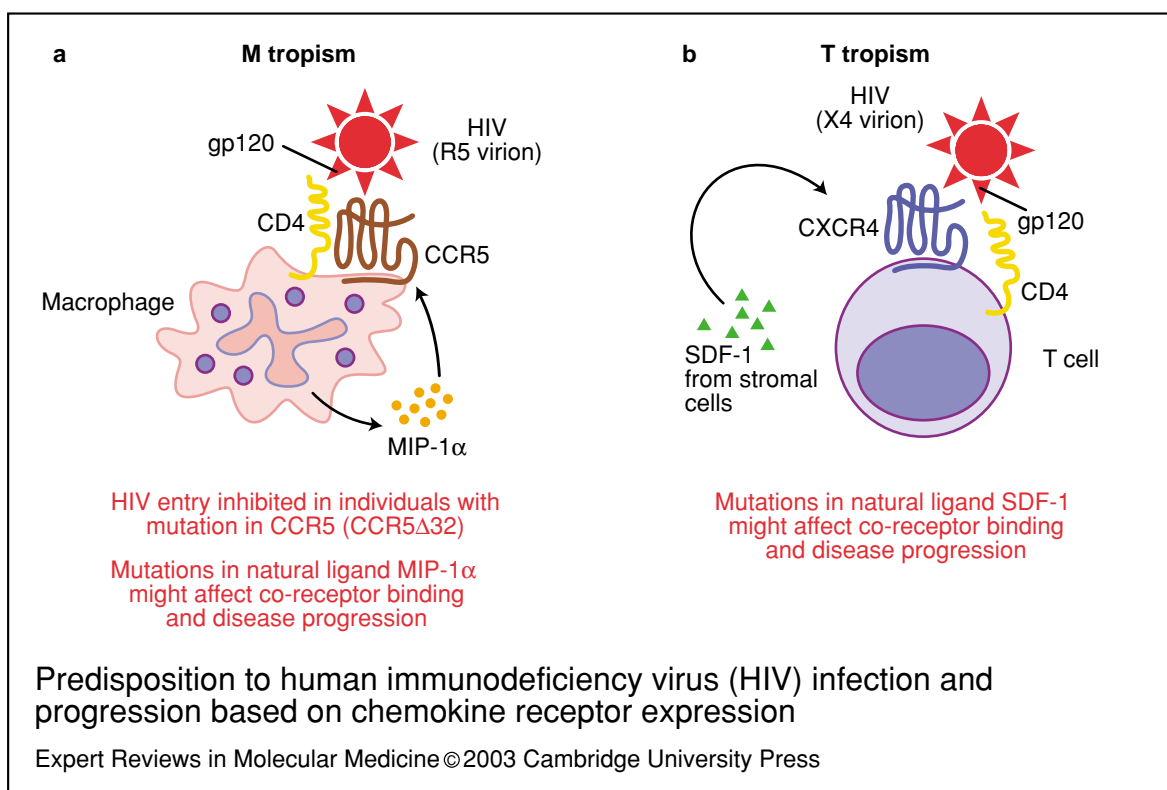 a
M tropism
HIV
(R5 virion)
gp120
CD4
CCR5
Macrophage
MIP-1α
HIV entry inhibited in individuals with
mutation in CCR5 (CCR5Δ32)
Mutations in natural ligand MIP-1α
might affect co-receptor binding
and disease progression
b
T tropism
HIV
(X4 virion)
gp120
CXCR4
CD4
SDF-1
from stromal
cells
T cell
Mutations in natural ligand SDF-1
might affect co-receptor binding
and disease progression
Predisposition to human immunodeficiency virus (HIV) infection and
progression based on chemokine receptor expression
Expert Reviews in Molecular Medicine © 2003 Cambridge University Press